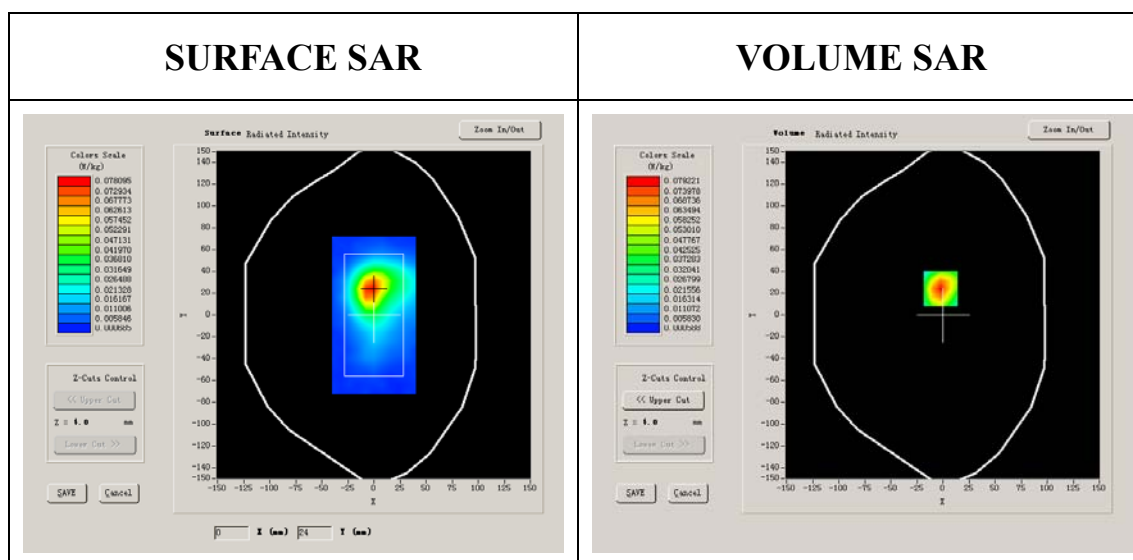 SURFACE SAR
VOLUME SAR
Surface Radiated Intensity
Zoom In/Out
Colors Scale
(W/kg)
0.078095
0.072934
0.067773
0.062613
0.057452
0.052291
0.047131
0.041970
0.036810
0.031649
0.026488
0.021328
0.016167
0.011006
0.005846
0.000685
150
140
120
100
80
60
40
20
0
-20
-40
-60
-80
-100
-120
-140
-150
Y
-150 -125 -100 -75 -50 -25 0 25 50 75 100 125 150
X
Z-Cuts Control
<< Upper Cut
Z = 4.0 mm
Lower Cut >>
SAVE Cancel
0 X (mm) 24 Y (mm)
Volume Radiated Intensity
Zoom In/Out
Colors Scale
(W/kg)
0.079221
0.073978
0.068736
0.063494
0.058252
0.053010
0.047767
0.042525
0.037283
0.032041
0.026799
0.021556
0.016314
0.011072
0.005830
0.000588
150
140
120
100
80
60
40
20
0
-20
-40
-60
-80
-100
-120
-140
-150
Y
-150 -125 -100 -75 -50 -25 0 25 50 75 100 125 150
X
Z-Cuts Control
<< Upper Cut
Z = 4.0 mm
Lower Cut >>
SAVE Cancel